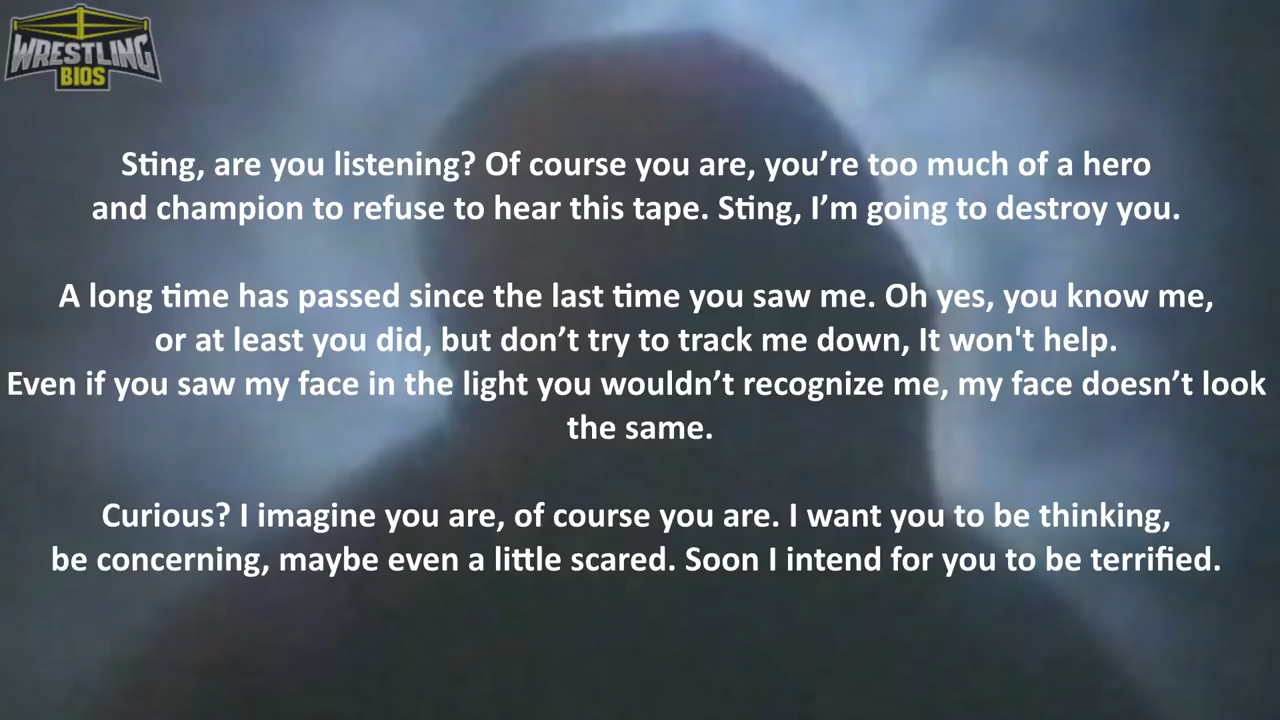 WRESTLING
BIOS
Sting, are you listening? Of course you are, you’re too much of a hero
and champion to refuse to hear this tape. Sting, I’m going to destroy you.
A long time has passed since the last time you saw me. Oh yes, you know me,
or at least you did, but don’t try to track me down, It won't help.
Even if you saw my face in the light you wouldn’t recognize me, my face doesn’t look
the same.
Curious? I imagine you are, of course you are. I want you to be thinking,
be concerning, maybe even a little scared. Soon I intend for you to be terrified.